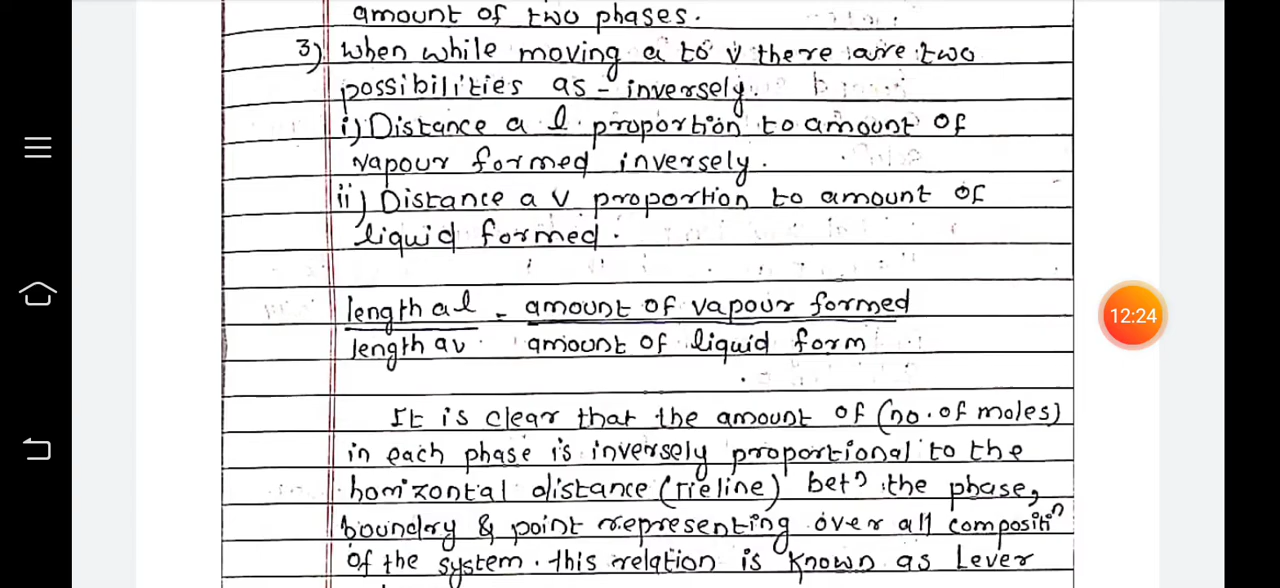 amount of two phases.
3) when while moving a to v there are two
possibilities as - inversely.
i) Distance a l. proportion to amount of
vapour formed inversely.
ii) Distance a v proportion to amount of
liquid formed.
length al - amount of vapour formed
length av amount of liquid form
It is clear that the amount of (no. of moles)
in each phase is inversely proportional to the
horizontal distance (Tieline) betn the phase,
boundry & point representing over all compositn
of the system. this relation is known as Lever
12:24